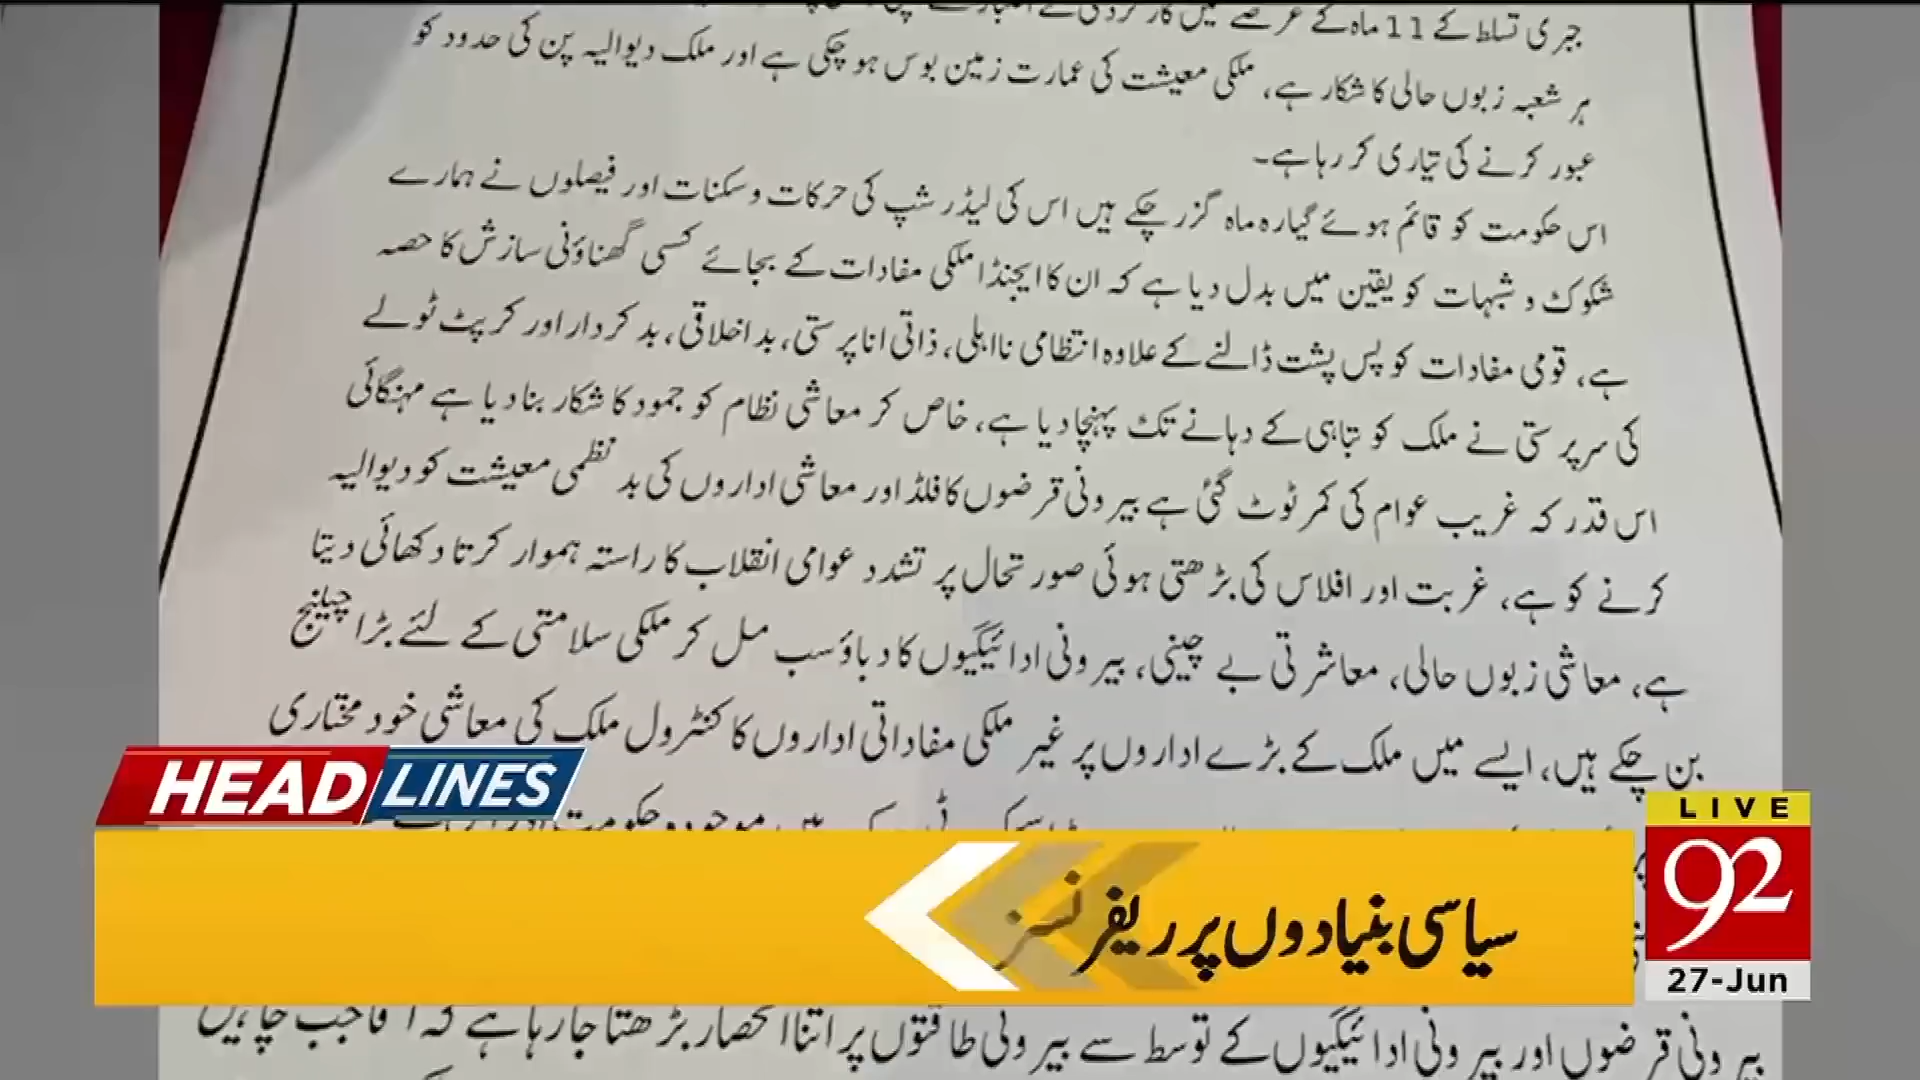 جبری تسلط کے 11 ماہ کے عرصے میں کارکردگی کے اعتبار سے
ہر شعبہ زبوں حالی کا شکار ہے، ملکی معیشت کی عمارت زمین بوس ہو چکی ہے اور ملک دیوالیہ پن کی حدود کو
عبور کرنے کی تیاری کر رہا ہے۔
اس حکومت کو قائم ہوئے گیارہ ماہ گزر چکے ہیں اس کی لیڈر شپ کی حرکات و سکنات اور فیصلوں نے ہمارے
شکوک و شبہات کو یقین میں بدل دیا ہے کہ ان کا ایجنڈا ملکی مفادات کے بجائے کسی گھناؤنی سازش کا حصہ
ہے، قومی مفادات کو پس پشت ڈالنے کے علاوہ انتظامی نااہلی، ذاتی انا پرستی، بد اخلاقی، بد کردار اور کرپٹ ٹولے
کی سرپرستی نے ملک کو تباہی کے دہانے تک پہنچا دیا ہے، خاص کر معاشی نظام کو جمود کا شکار بنا دیا ہے مہنگائی
اس قدر کہ غریب عوام کی کمر ٹوٹ گئی ہے بیرونی قرضوں کا فلڈ اور معاشی اداروں کی بد نظمی معیشت کو دیوالیہ
کرنے کو ہے، غربت اور افلاس کی بڑھتی ہوئی صورتحال پر تشدد عوامی انقلاب کا راستہ ہموار کرتا دکھائی دیتا
ہے، معاشی زبوں حالی، معاشرتی بے چینی، بیرونی ادائیگیوں کا دباؤ سب مل کر ملکی سلامتی کے لئے بڑا چیلنج
بن چکے ہیں، ایسے میں ملک کے بڑے اداروں پر غیر ملکی مفاداتی اداروں کا کنٹرول ملک کی معاشی خود مختاری
HEADLINES
LIVE
سیاسی بنیادوں پر ریفرنسز
92
27-Jun
بیرونی قرضوں اور بیرونی ادائیگیوں کے توسط سے بیرونی طاقتوں پر اتنا انحصار بڑھتا جا رہا ہے کہ آقا جب چاہیں